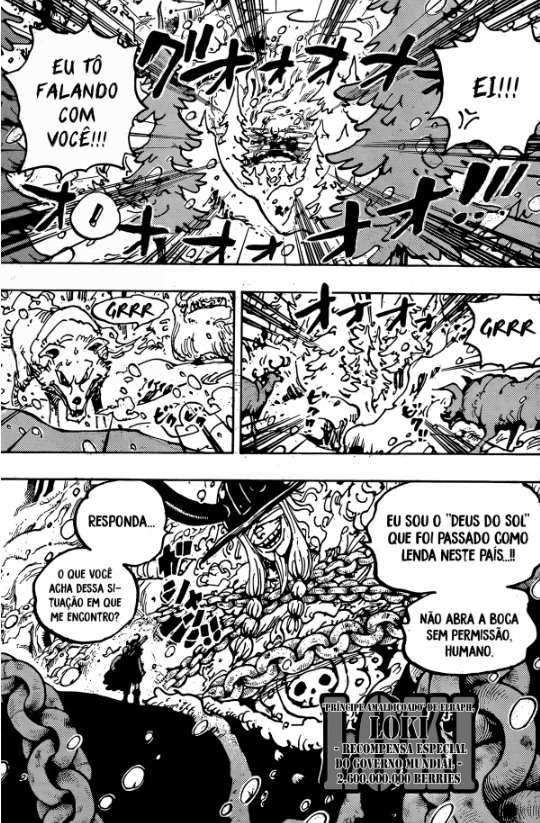 EI!!!
EU TÔ
FALANDO
COM
VOCÊ!!!
グオオオオ
!
オオオオオオオ!!!
オオオオ
GRRR
GRRR
RESPONDA...
EU SOU O "DEUS DO SOL"
QUE FOI PASSADO COMO
LENDA NESTE PAÍS...!!
O QUE VOCÊ
ACHA DESSA SI-
TUAÇÃO EM QUE
ME ENCONTRO?
NÃO ABRA A BOCA
SEM PERMISSÃO,
HUMANO.
LOKI
"PRÍNCIPE AMALDIÇOADO" DE ELBAPH
LOKI
- RECOMPENSA ESPECIAL
DO GOVERNO MUNDIAL -
2.600.000.000 BERRIES